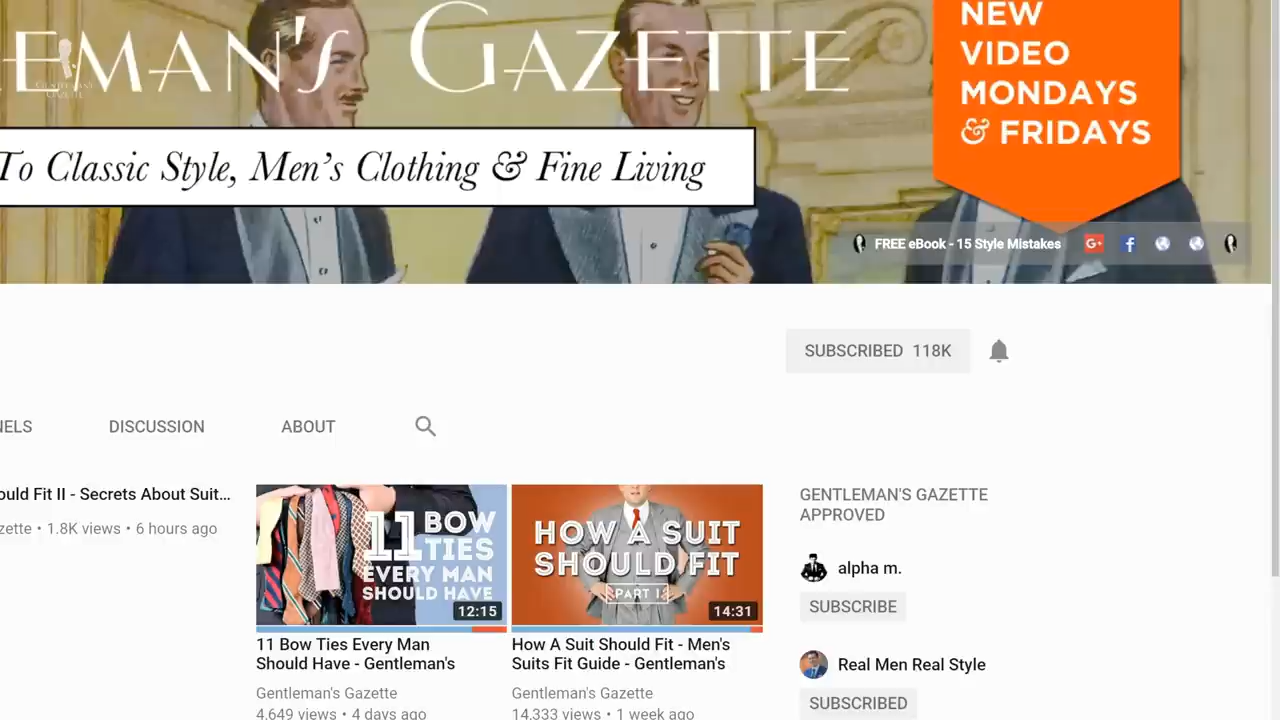 EMAN'S GAZETTE
GENTLEMAN'S
GAZETTE
To Classic Style, Men's Clothing & Fine Living
NEW
VIDEO
MONDAYS
& FRIDAYS
FREE eBook - 15 Style Mistakes
G+
f
SUBSCRIBED 118K
NELS
DISCUSSION
ABOUT
ould Fit II - Secrets About Suit...
zette • 1.8K views • 6 hours ago
11 BOW
TIES
EVERY MAN
SHOULD HAVE
12:15
11 Bow Ties Every Man
Should Have - Gentleman's
Gentleman's Gazette
4,649 views • 4 days ago
HOW A SUIT
SHOULD FIT
PART I
14:31
How A Suit Should Fit - Men's
Suits Fit Guide - Gentleman's
Gentleman's Gazette
14,333 views • 1 week ago
GENTLEMAN'S GAZETTE
APPROVED
alpha m.
SUBSCRIBE
Real Men Real Style
SUBSCRIBED